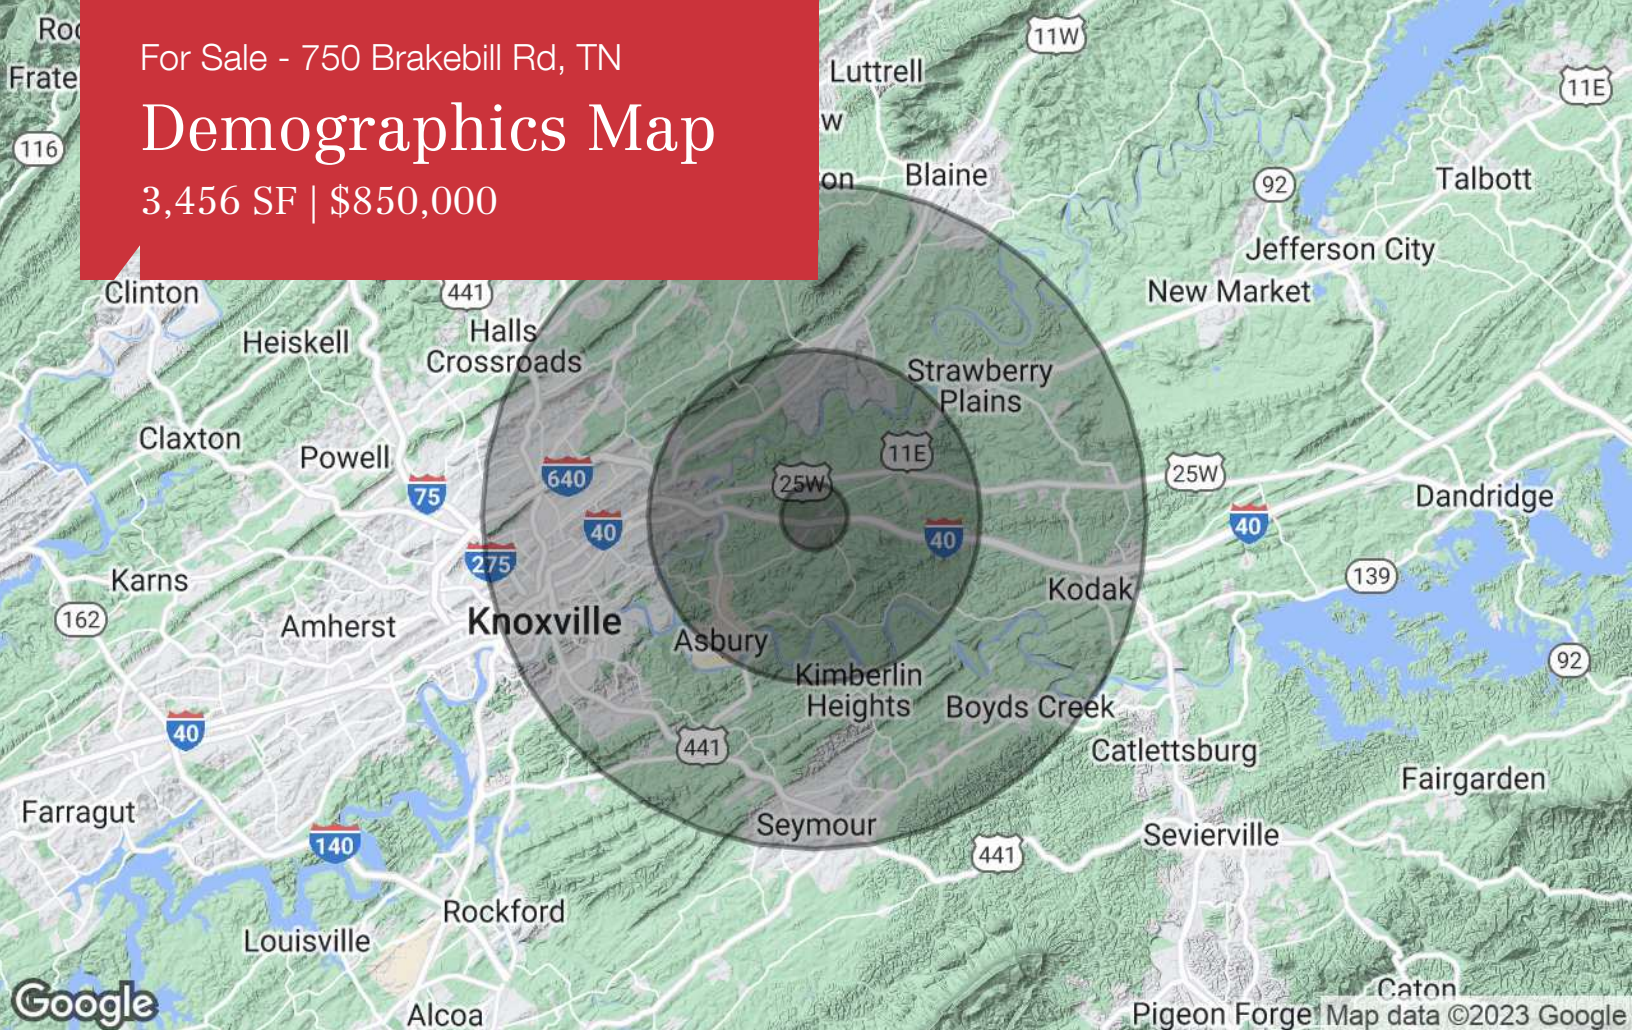 For Sale - 750 Brakebill Rd, TN
Demographics Map
3,456 SF | $850,000
11W
Luttrell
11E
116
Blaine
92
Talbott
Jefferson City
New Market
Clinton
441
Heiskell
Halls
Crossroads
Strawberry
Plains
Claxton
Powell
11E
640
75
25W
25W
Dandridge
40
40
40
275
Karns
Kodak
139
162
Amherst
Knoxville
Asbury
92
Kimberlin
Heights
Boyds Creek
40
441
Catlettsburg
Fairgarden
Farragut
Seymour
Sevierville
140
441
Rockford
Louisville
Google
Alcoa
Caton
Pigeon Forge
Map data ©2023 Google